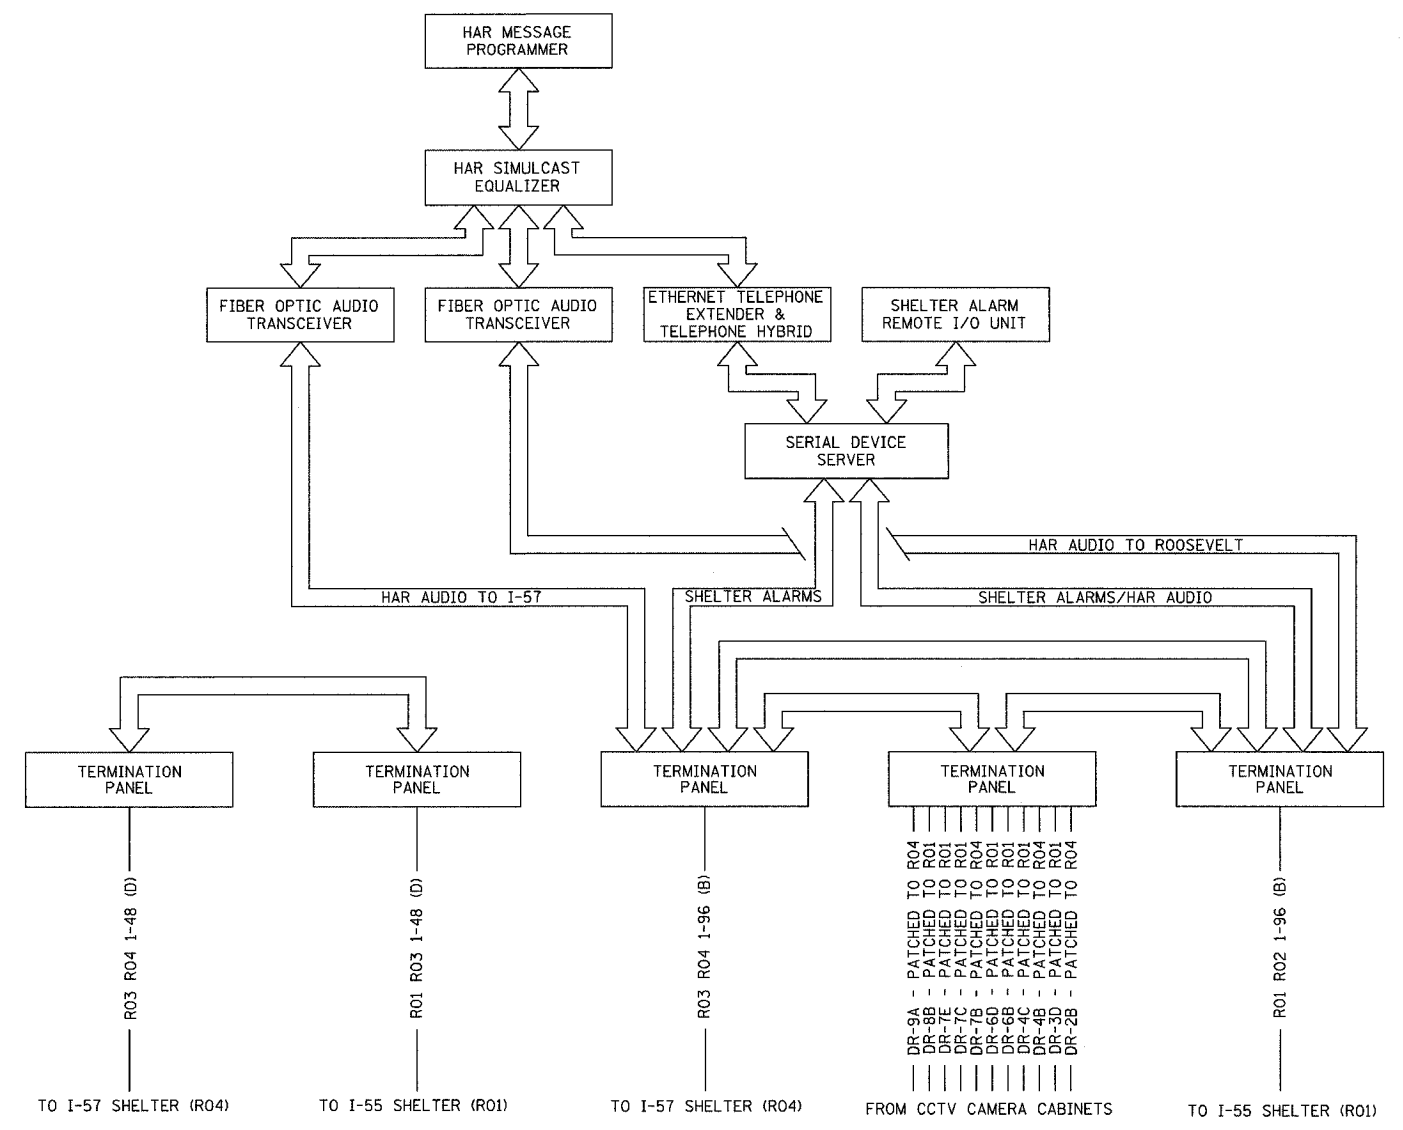 HAR MESSAGE
PROGRAMMER
HAR SIMULCAST
EQUALIZER
FIBER OPTIC AUDIO
TRANSCEIVER
FIBER OPTIC AUDIO
TRANSCEIVER
ETHERNET TELEPHONE
EXTENDER &
TELEPHONE HYBRID
SHELTER ALARM
REMOTE I/O UNIT
SERIAL DEVICE
SERVER
HAR AUDIO TO ROOSEVELT
HAR AUDIO TO I-57
SHELTER ALARMS
SHELTER ALARMS/HAR AUDIO
TERMINATION
PANEL
TERMINATION
PANEL
TERMINATION
PANEL
TERMINATION
PANEL
TERMINATION
PANEL
R03 R04 1-48 (D)
R01 R03 1-48 (D)
R03 R04 1-96 (B)
DR-9A - PATCHED TO R04
DR-8B - PATCHED TO R01
DR-7E - PATCHED TO R01
DR-7C - PATCHED TO R01
DR-7B - PATCHED TO R04
DR-6D - PATCHED TO R01
DR-6B - PATCHED TO R01
DR-4C - PATCHED TO R01
DR-4B - PATCHED TO R04
DR-3D - PATCHED TO R01
DR-2B - PATCHED TO R04
R01 R02 1-96 (B)
TO I-57 SHELTER (R04)
TO I-55 SHELTER (R01)
TO I-57 SHELTER (R04)
FROM CCTV CAMERA CABINETS
TO I-55 SHELTER (R01)